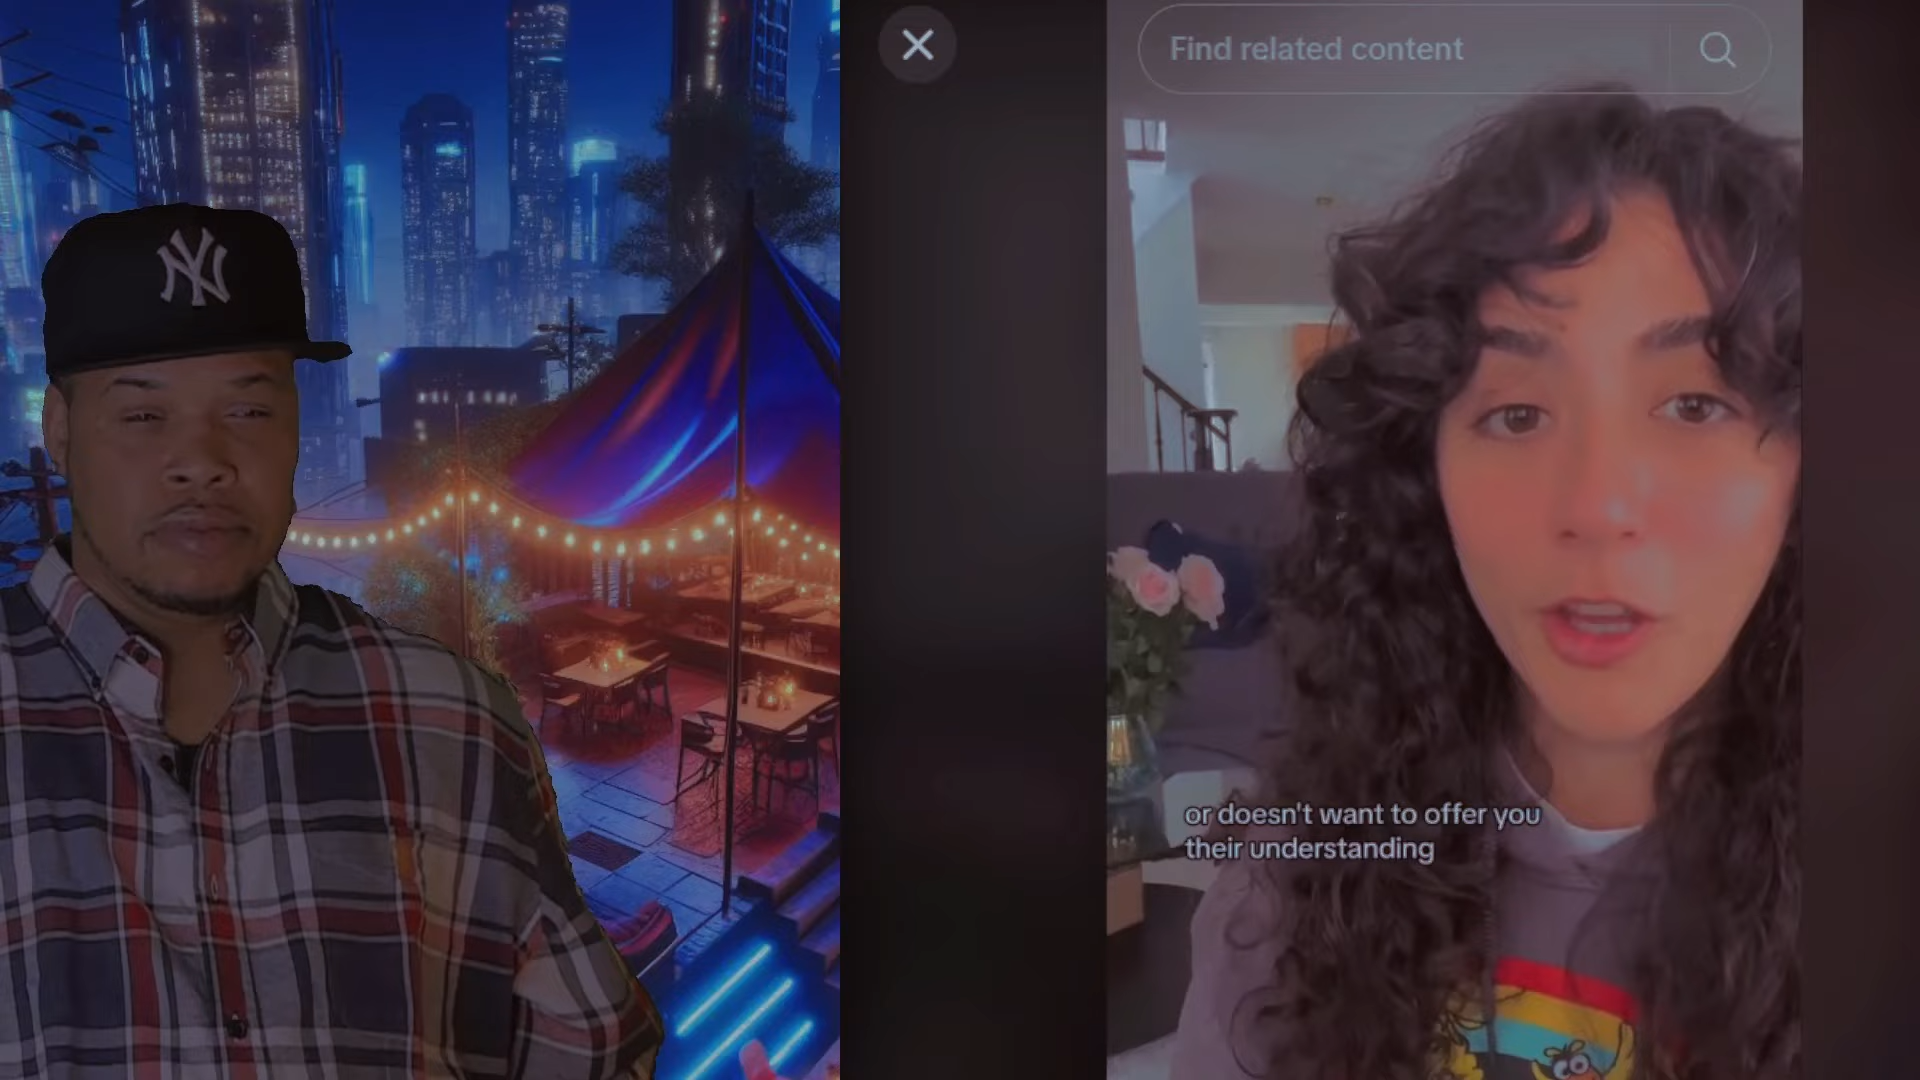 NY
Find related content
or doesn't want to offer you
their understanding